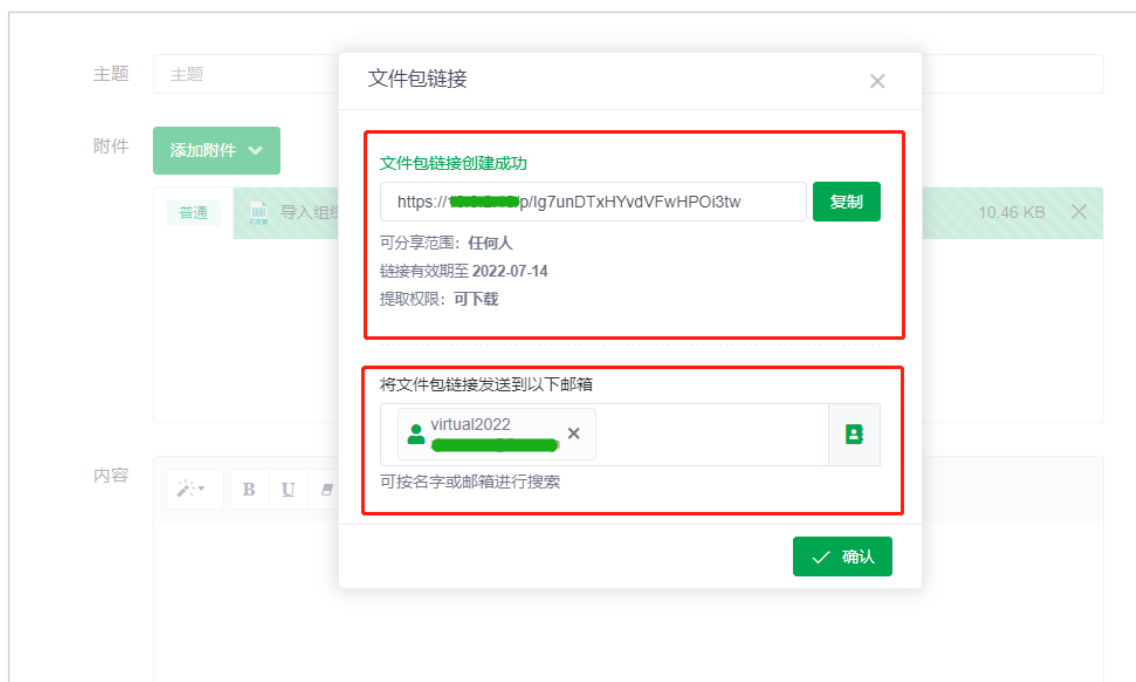 文件包链接
主题 主题
附件 添加附件
文件包链接创建成功
https:// /p/Ig7unDTxHYvdVFwHPOi3tw 复制
普通 导入组 10.46 KB
可分享范围：任何人
链接有效期至 2022-07-14
提取权限：可下载
将文件包链接发送到以下邮箱
virtual2022
可按名字或邮箱进行搜索
内容
B U
确认